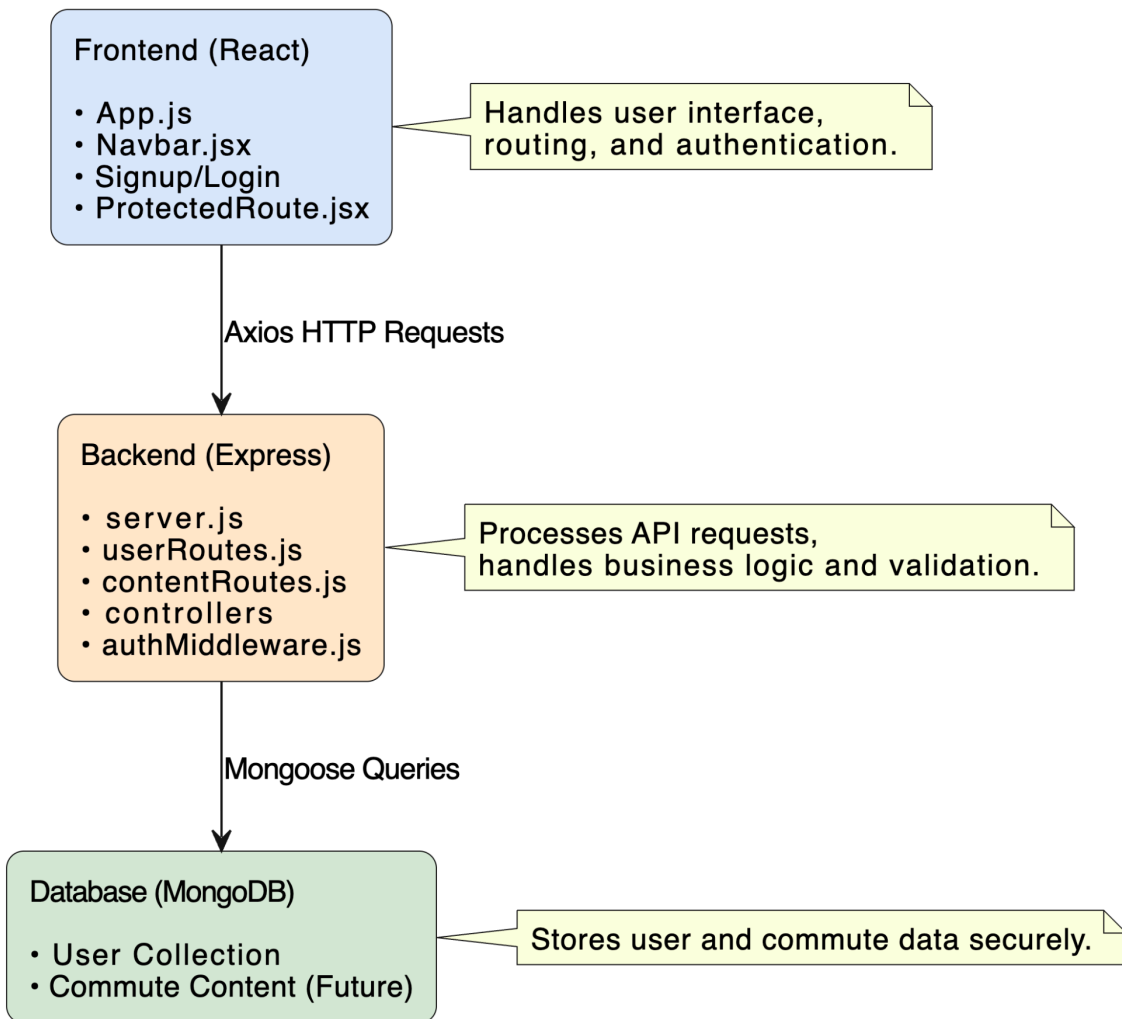 Frontend (React)
• App.js
• Navbar.jsx
• Signup/Login
• ProtectedRoute.jsx
Handles user interface,
routing, and authentication.
Axios HTTP Requests
Backend (Express)
• server.js
• userRoutes.js
• contentRoutes.js
• controllers
• authMiddleware.js
Processes API requests,
handles business logic and validation.
Mongoose Queries
Database (MongoDB)
• User Collection
• Commute Content (Future)
Stores user and commute data securely.